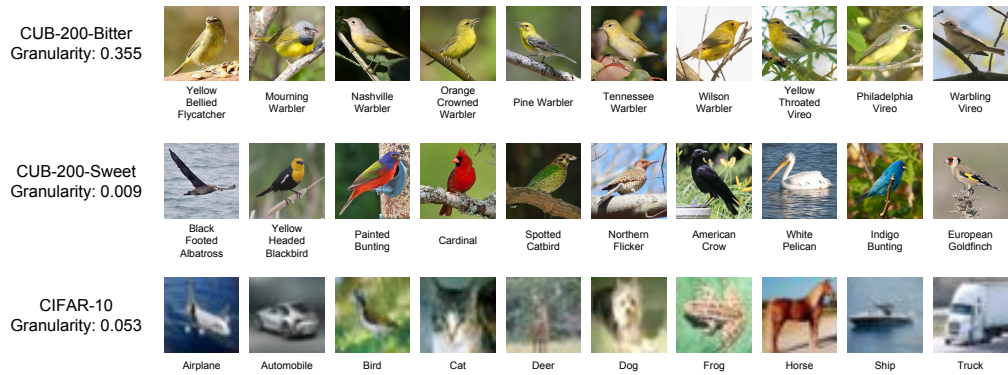 CUB-200-Bitter
Granularity: 0.355
Yellow
Bellied
Flycatcher
Mourning
Warbler
Nashville
Warbler
Orange
Crowned
Warbler
Pine Warbler
Tennessee
Warbler
Wilson
Warbler
Yellow
Throated
Vireo
Philadelphia
Vireo
Warbling
Vireo
CUB-200-Sweet
Granularity: 0.009
Black
Footed
Albatross
Yellow
Headed
Blackbird
Painted
Bunting
Cardinal
Spotted
Catbird
Northern
Flicker
American
Crow
White
Pelican
Indigo
Bunting
European
Goldfinch
CIFAR-10
Granularity: 0.053
Airplane
Automobile
Bird
Cat
Deer
Dog
Frog
Horse
Ship
Truck